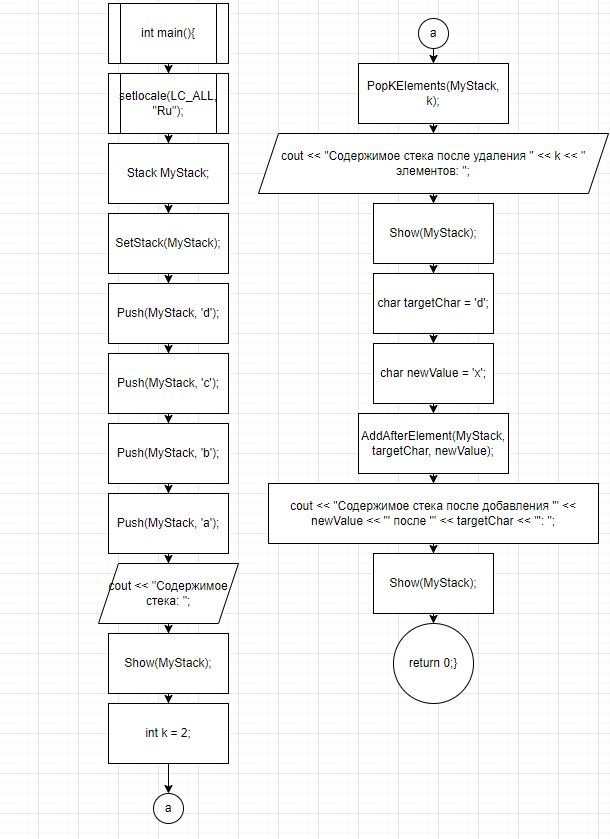 int main(){
setlocale(LC_ALL,
"Ru");
Stack MyStack;
SetStack(MyStack);
Push(MyStack, 'd');
Push(MyStack, 'c');
Push(MyStack, 'b');
Push(MyStack, 'a');
cout << "Содержимое
стека: ";
Show(MyStack);
int k = 2;
a
a
PopKElements(MyStack,
k);
cout << "Содержимое стека после удаления " << k << "
элементов: ";
Show(MyStack);
char targetChar = 'd';
char newValue = 'x';
AddAfterElement(MyStack,
targetChar, newValue);
cout << "Содержимое стека после добавления '" <<
newValue << "' после '" << targetChar << "': ";
Show(MyStack);
return 0;}